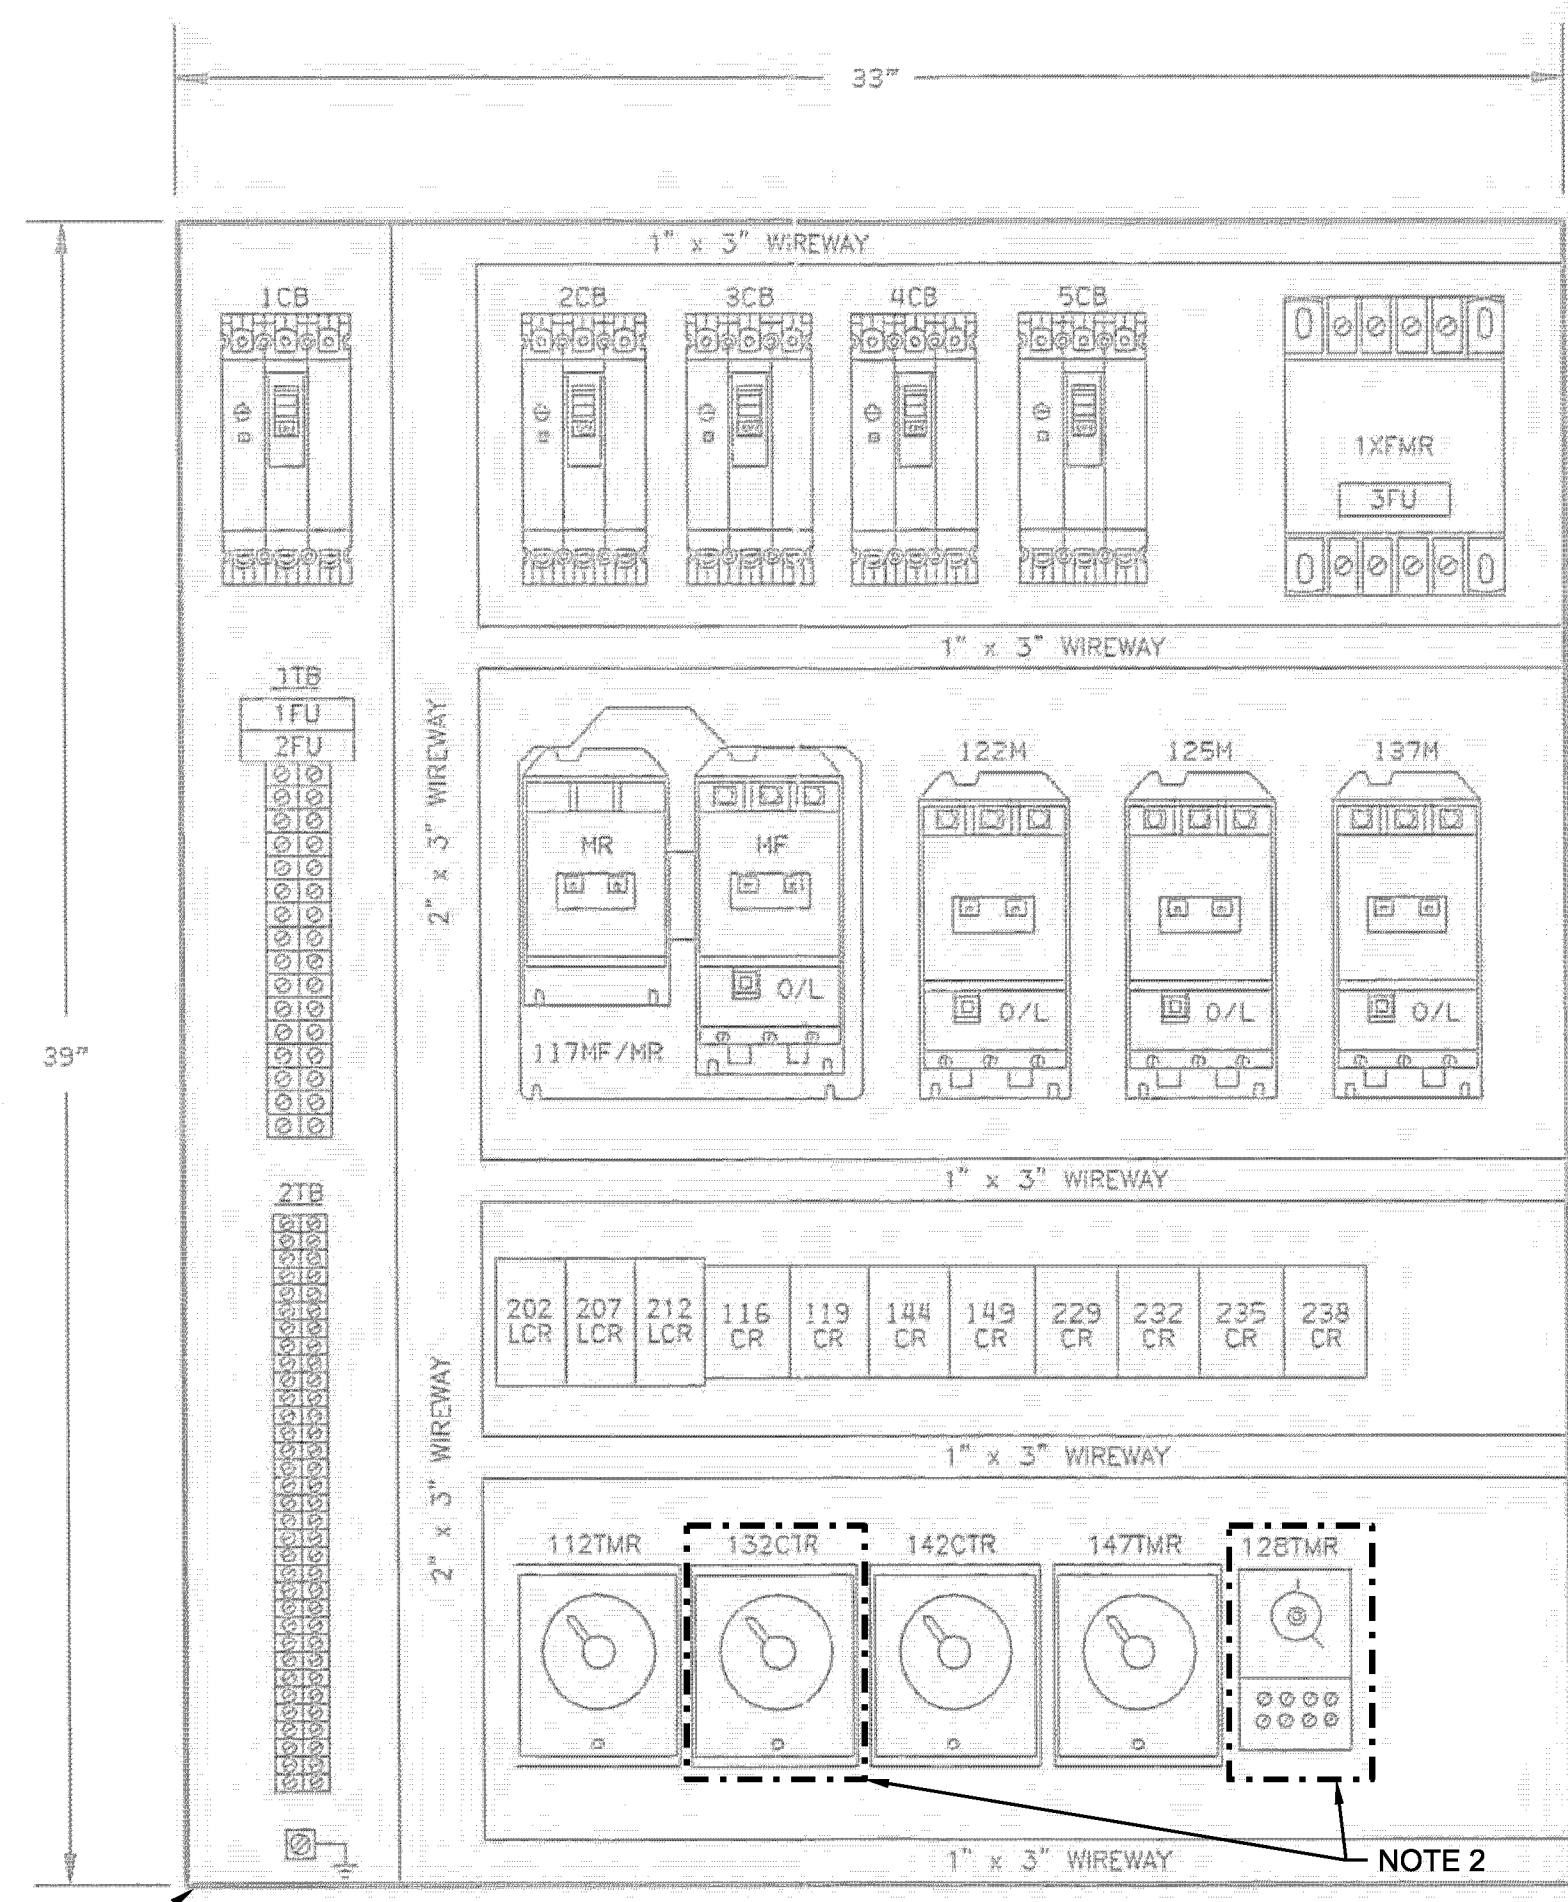 33"
1" x 3" WIREWAY
1CB
2CB
3CB
4CB
5CB
1XFMR
3FU
1" x 3" WIREWAY
1TB
1FU
2FU
2" x 3" WIREWAY
122M
125M
137M
MR
MF
O/L
O/L
O/L
O/L
117MF/MR
39"
1" x 3" WIREWAY
2TB
202
LCR
207
LCR
212
LCR
116
CR
119
CR
144
CR
149
CR
229
CR
232
CR
235
CR
238
CR
2" x 3" WIREWAY
1" x 3" WIREWAY
112TMR
132CTR
142CTR
147TMR
128TMR
1" x 3" WIREWAY
NOTE 2